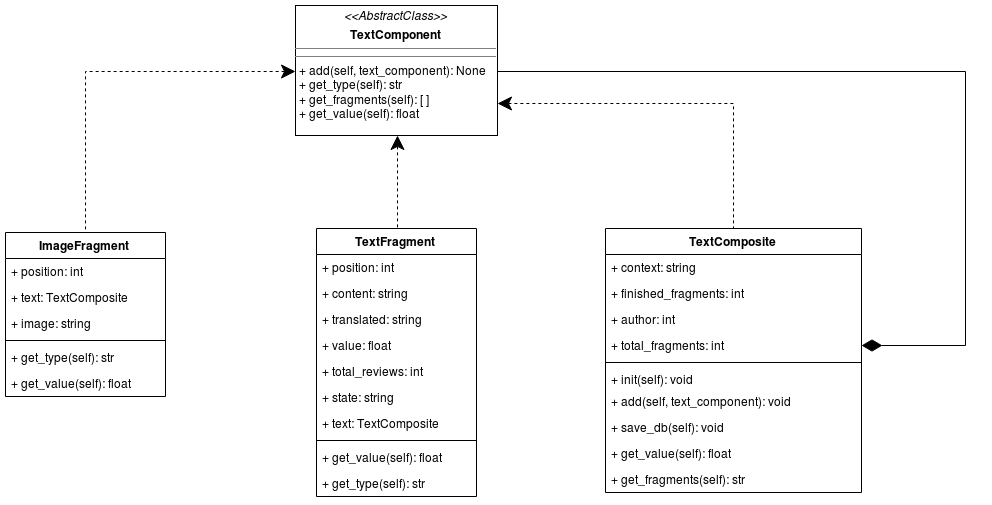 <<AbstractClass>>
TextComponent
+ add(self, text_component): None
+ get_type(self): str
+ get_fragments(self): [ ]
+ get_value(self): float
ImageFragment
+ position: int
+ text: TextComposite
+ image: string
+ get_type(self): str
+ get_value(self): float
TextFragment
+ position: int
+ content: string
+ translated: string
+ value: float
+ total_reviews: int
+ state: string
+ text: TextComposite
+ get_value(self): float
+ get_type(self): str
TextComposite
+ context: string
+ finished_fragments: int
+ author: int
+ total_fragments: int
+ init(self): void
+ add(self, text_component): void
+ save_db(self): void
+ get_value(self): float
+ get_fragments(self): str